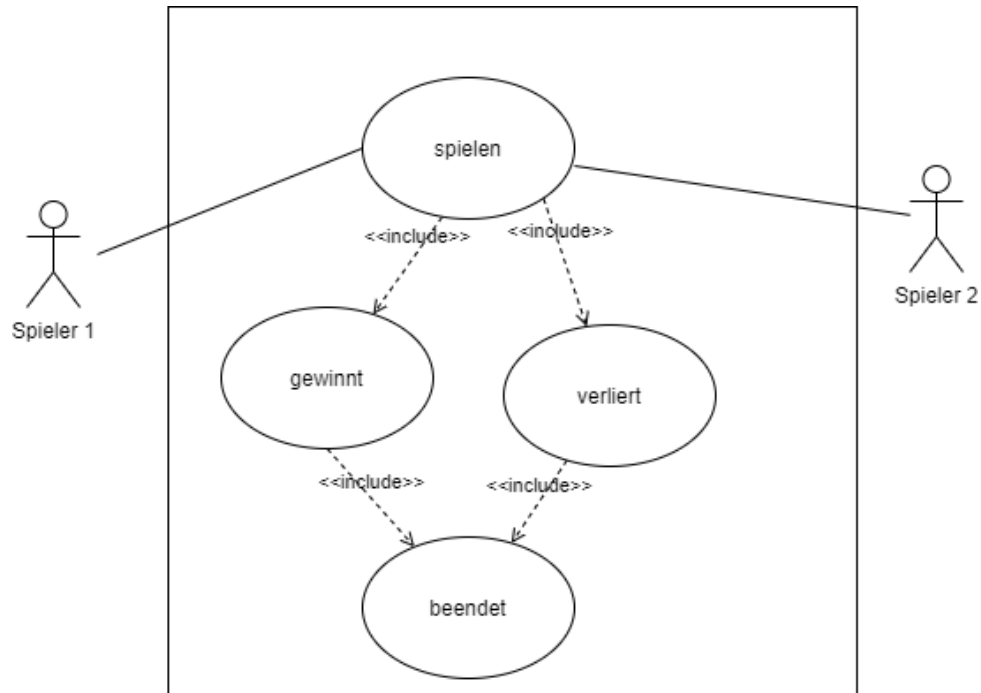 spielen
<<include>>
<<include>>
Spieler 1
Spieler 2
gewinnt
verliert
<<include>>
<<include>>
beendet